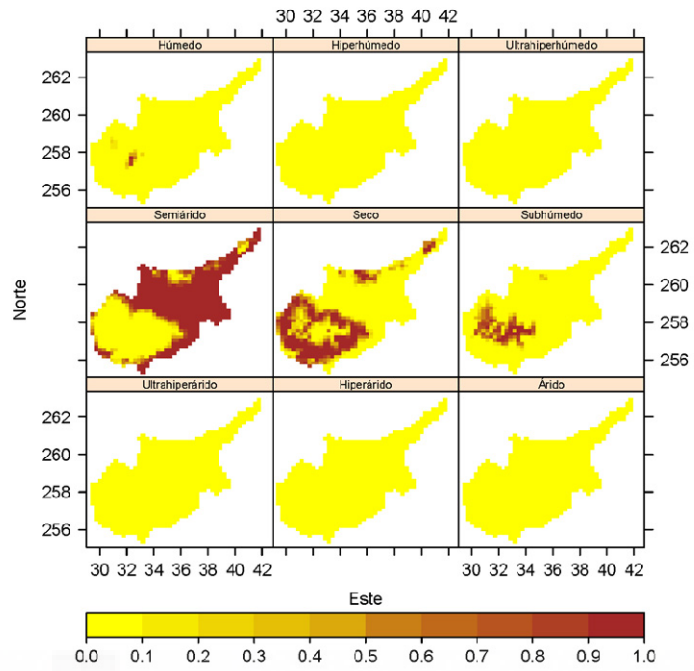 30 32 34 36 38 40 42
Húmedo Hiperhúmedo Ultrahiperhúmedo
262
260
258
256
Semiárido Seco Subhúmedo
262
260
258
256
Norte
Ultrahiperárido Hiperárido Árido
262
260
258
256
30 32 34 36 38 40 42 30 32 34 36 38 40 42
Este
0.0 0.1 0.2 0.3 0.4 0.5 0.6 0.7 0.8 0.9 1.0